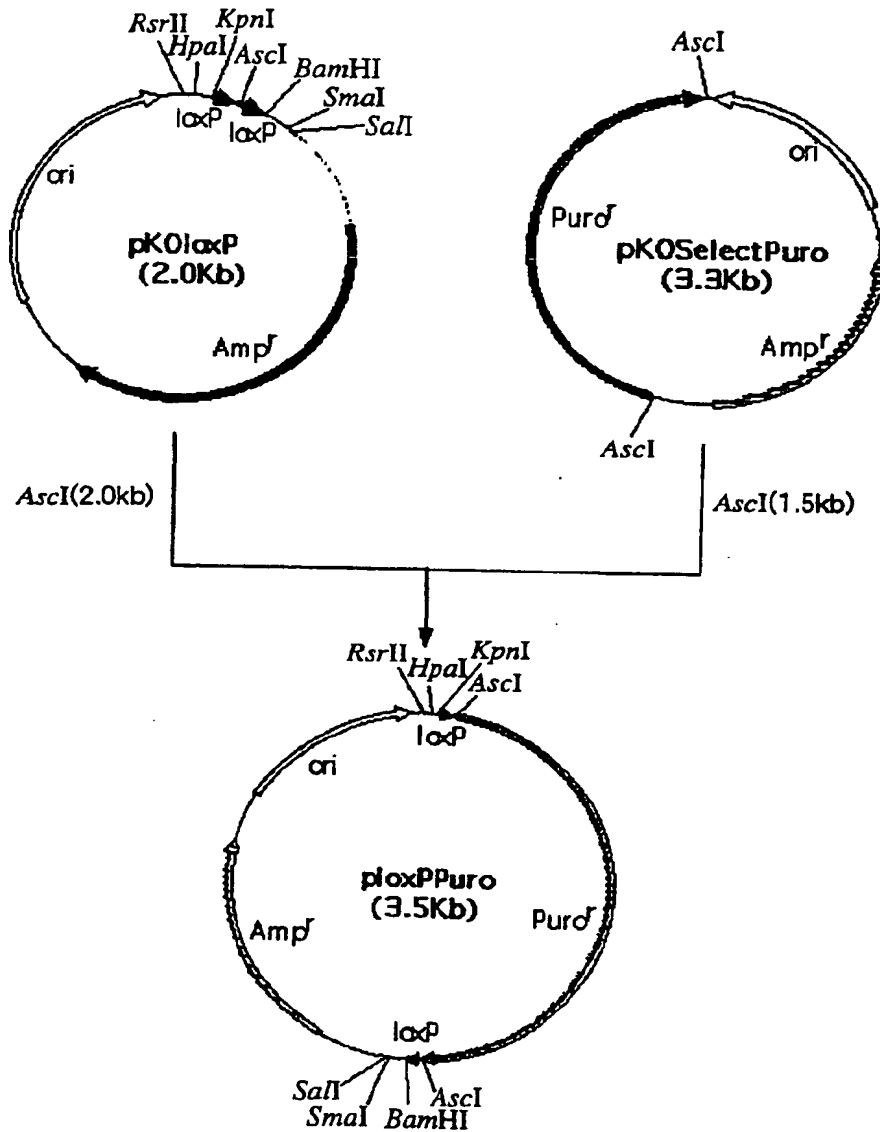 RsrII
HpaI
KpnI
AscI
BamHI
SmaI
SalI
loxP
loxP
ori
pKOloxP
(2.0Kb)
Ampr
AscI
ori
Puror
pKOSelectPuro
(3.3Kb)
Ampr
AscI
AscI(2.0kb)
AscI(1.5kb)
RsrII
HpaI
KpnI
AscI
loxP
ori
ploxPPuro
(3.5Kb)
Ampr
Puror
loxP
SalI
SmaI
BamHI
AscI